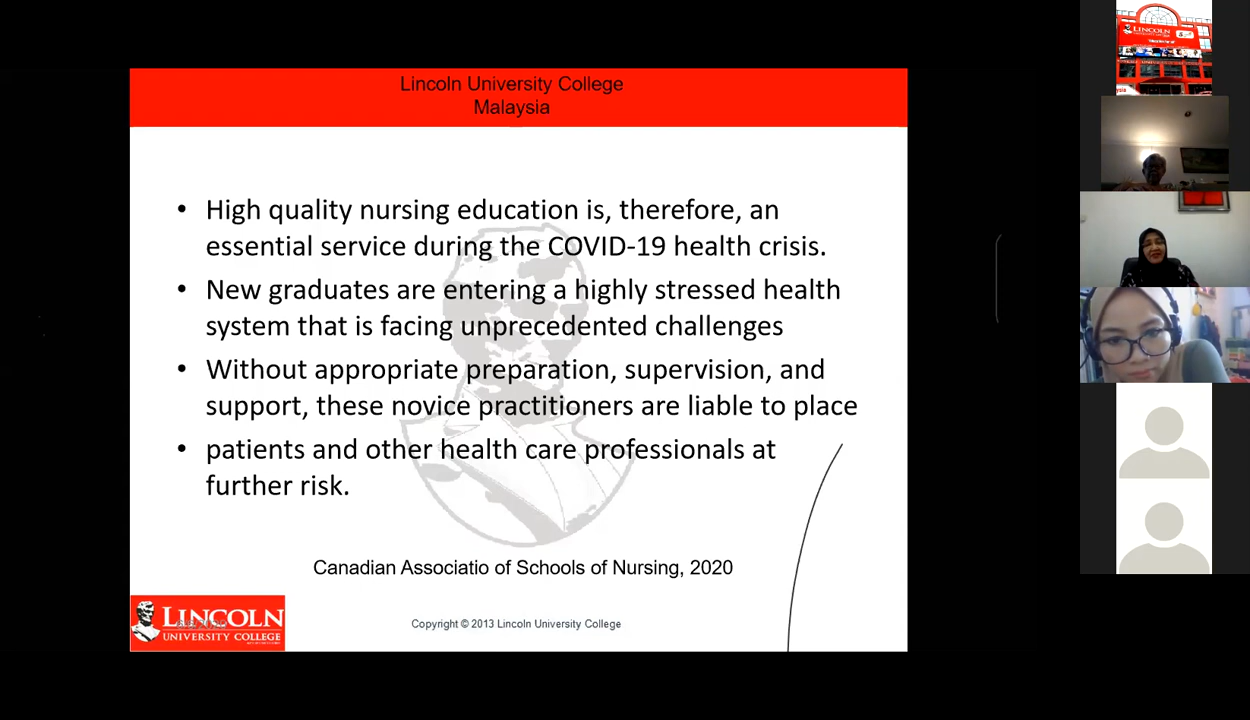 Lincoln University College
Malaysia
• High quality nursing education is, therefore, an
essential service during the COVID-19 health crisis.
• New graduates are entering a highly stressed health
system that is facing unprecedented challenges
• Without appropriate preparation, supervision, and
support, these novice practitioners are liable to place
• patients and other health care professionals at
further risk.
Canadian Associatio of Schools of Nursing, 2020
LINCOLN
UNIVERSITY COLLEGE
Copyright © 2013 Lincoln University College
LINCOLN